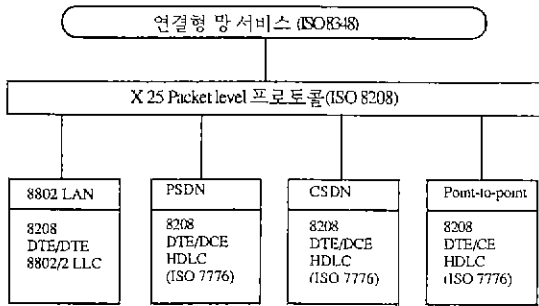 연결형 망 서비스 (ISO8348)
X 25 Packet level 프로토콜(ISO 8208)
8802 LAN
8208
DTE/DTE
8802/2 LLC
PSDN
8208
DTE/DCE
HDLC
(ISO 7776)
CSDN
8208
DTE/DCE
HDLC
(ISO 7776)
Point-to-point
8208
DTE/CE
HDLC
(ISO 7776)